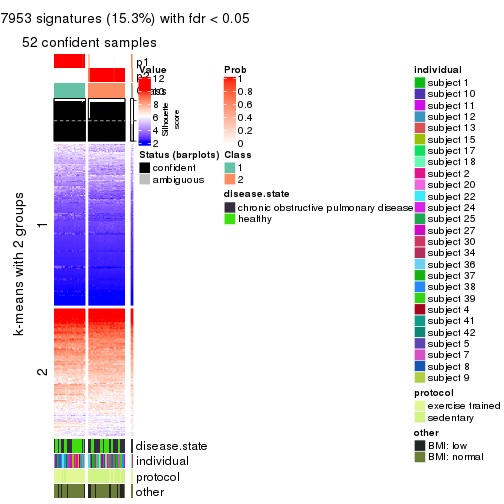 7953 signatures (15.3%) with fdr < 0.05
52 confident samples
p1
p2
Class
Silhouette
score
1
2
k-means with 2 groups
disease.state
individual
protocol
other
Value
12
10
8
6
4
2
Status (barplots)
confident
ambiguous
Prob
1
0.8
0.6
0.4
0.2
0
Class
1
2
disease.state
chronic obstructive pulmonary disease
healthy
individual
subject 1
subject 10
subject 11
subject 12
subject 13
subject 15
subject 17
subject 18
subject 2
subject 20
subject 22
subject 24
subject 25
subject 27
subject 30
subject 34
subject 36
subject 37
subject 38
subject 39
subject 4
subject 41
subject 42
subject 5
subject 7
subject 8
subject 9
protocol
exercise trained
sedentary
other
BMI: low
BMI: normal